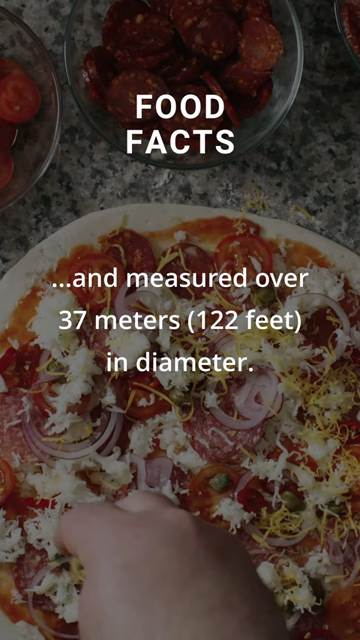 FOOD
FACTS
...and measured over
37 meters (122 feet)
in diameter.